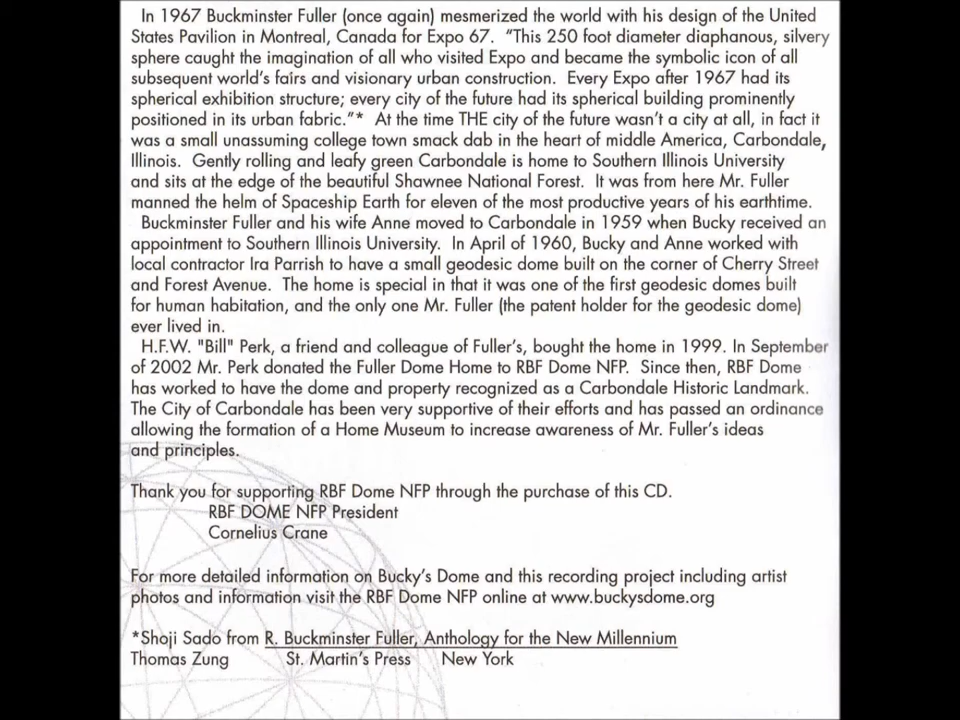 In 1967 Buckminster Fuller (once again) mesmerized the world with his design of the United
States Pavilion in Montreal, Canada for Expo 67. "This 250 foot diameter diaphanous, silvery
sphere caught the imagination of all who visited Expo and became the symbolic icon of all
subsequent world's fairs and visionary urban construction. Every Expo after 1967 had its
spherical exhibition structure; every city of the future had its spherical building prominently
positioned in its urban fabric."* At the time THE city of the future wasn't a city at all, in fact it
was a small unassuming college town smack dab in the heart of middle America, Carbondale,
Illinois. Gently rolling and leafy green Carbondale is home to Southern Illinois University
and sits at the edge of the beautiful Shawnee National Forest. It was from here Mr. Fuller
manned the helm of Spaceship Earth for eleven of the most productive years of his earthtime.
Buckminster Fuller and his wife Anne moved to Carbondale in 1959 when Bucky received an
appointment to Southern Illinois University. In April of 1960, Bucky and Anne worked with
local contractor Ira Parrish to have a small geodesic dome built on the corner of Cherry Street
and Forest Avenue. The home is special in that it was one of the first geodesic domes built
for human habitation, and the only one Mr. Fuller (the patent holder for the geodesic dome)
ever lived in.
H.F.W. "Bill" Perk, a friend and colleague of Fuller's, bought the home in 1999. In September
of 2002 Mr. Perk donated the Fuller Dome Home to RBF Dome NFP. Since then, RBF Dome
has worked to have the dome and property recognized as a Carbondale Historic Landmark.
The City of Carbondale has been very supportive of their efforts and has passed an ordinance
allowing the formation of a Home Museum to increase awareness of Mr. Fuller's ideas
and principles.
Thank you for supporting RBF Dome NFP through the purchase of this CD.
RBF DOME NFP President
Cornelius Crane
For more detailed information on Bucky's Dome and this recording project including artist
photos and information visit the RBF Dome NFP online at www.buckysdome.org
*Shoji Sado from R. Buckminster Fuller, Anthology for the New Millennium
Thomas Zung St. Martin's Press New York